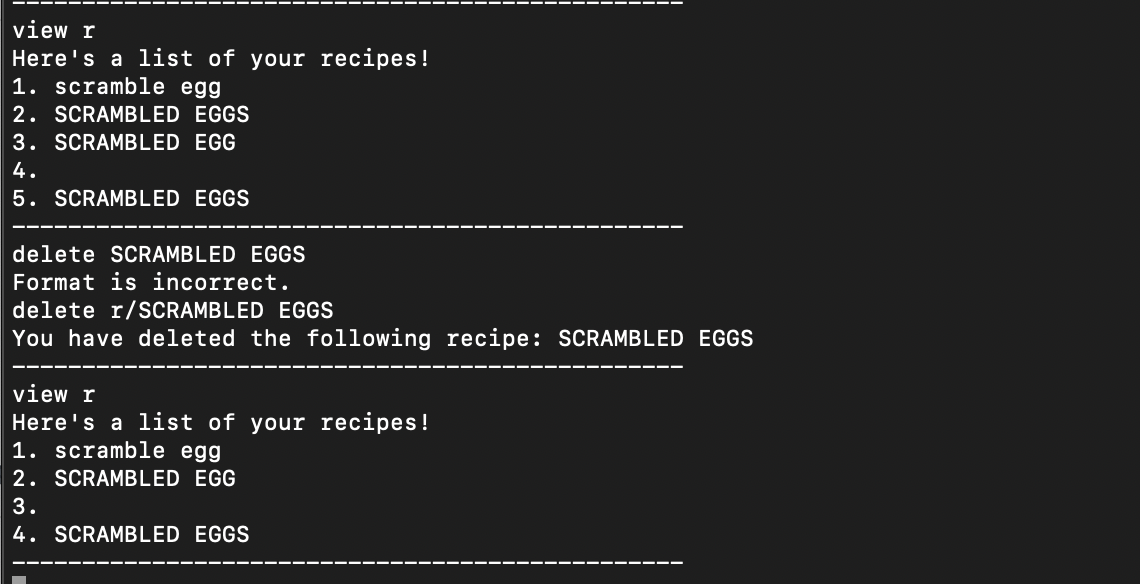 ------------------------------------------------
view r
Here's a list of your recipes!
1. scramble egg
2. SCRAMBLED EGGS
3. SCRAMBLED EGG
4.
5. SCRAMBLED EGGS
------------------------------------------------
delete SCRAMBLED EGGS
Format is incorrect.
delete r/SCRAMBLED EGGS
You have deleted the following recipe: SCRAMBLED EGGS
------------------------------------------------
view r
Here's a list of your recipes!
1. scramble egg
2. SCRAMBLED EGG
3.
4. SCRAMBLED EGGS
------------------------------------------------